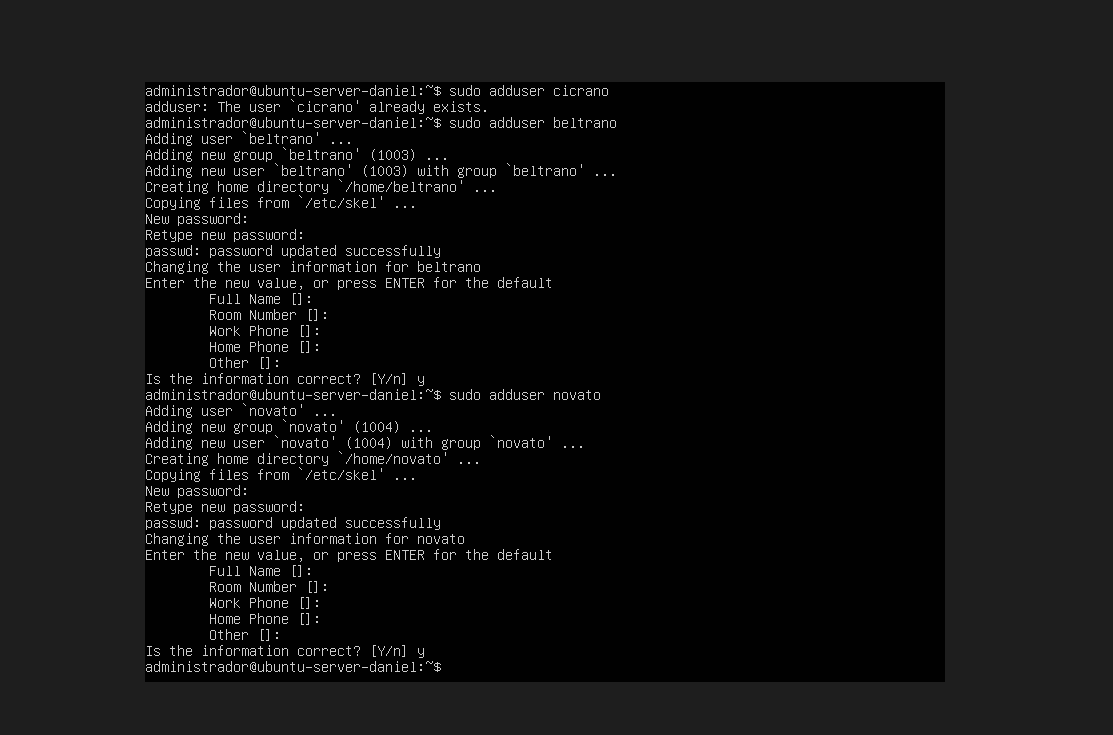 administrador@ubuntu-server-daniel:~$ sudo adduser cicrano
adduser: The user `cicrano' already exists.
administrador@ubuntu-server-daniel:~$ sudo adduser beltrano
Adding user `beltrano' ...
Adding new group `beltrano' (1003) ...
Adding new user `beltrano' (1003) with group `beltrano' ...
Creating home directory `/home/beltrano' ...
Copying files from `/etc/skel' ...
New password:
Retype new password:
passwd: password updated successfully
Changing the user information for beltrano
Enter the new value, or press ENTER for the default
        Full Name []:
        Room Number []:
        Work Phone []:
        Home Phone []:
        Other []:
Is the information correct? [Y/n] y
administrador@ubuntu-server-daniel:~$ sudo adduser novato
Adding user `novato' ...
Adding new group `novato' (1004) ...
Adding new user `novato' (1004) with group `novato' ...
Creating home directory `/home/novato' ...
Copying files from `/etc/skel' ...
New password:
Retype new password:
passwd: password updated successfully
Changing the user information for novato
Enter the new value, or press ENTER for the default
        Full Name []:
        Room Number []:
        Work Phone []:
        Home Phone []:
        Other []:
Is the information correct? [Y/n] y
administrador@ubuntu-server-daniel:~$